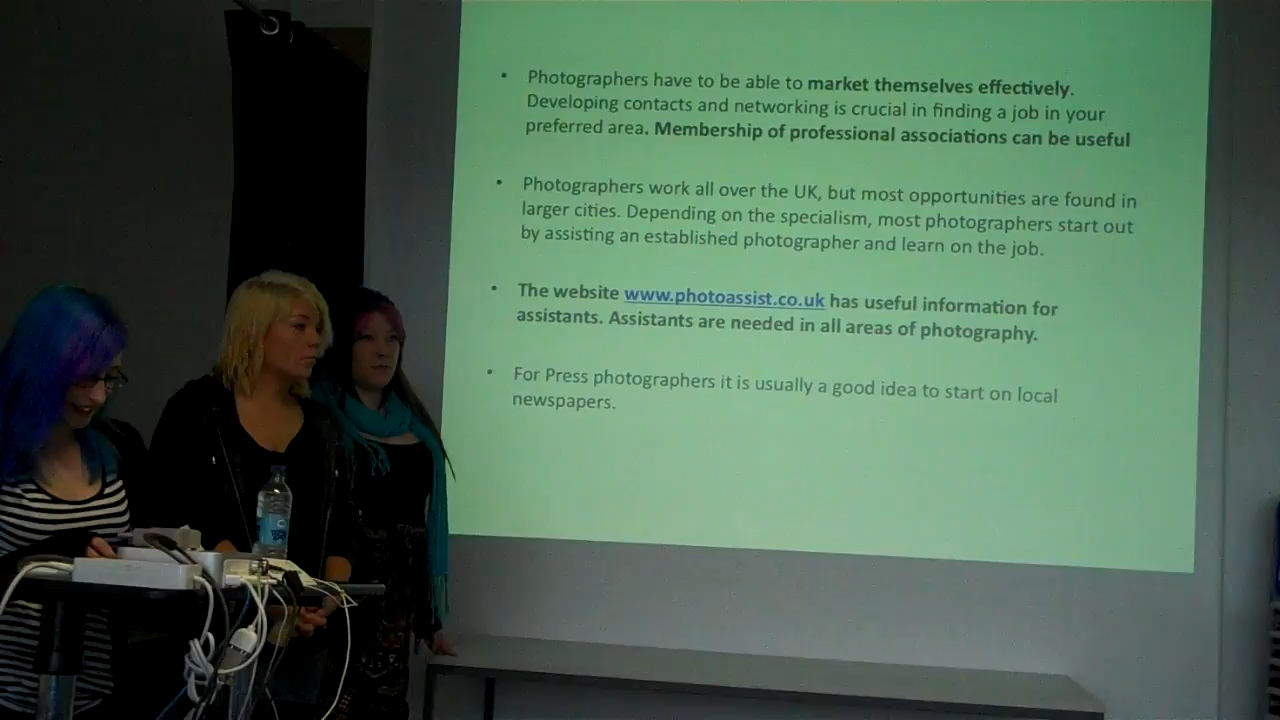 • Photographers have to be able to market themselves effectively.
Developing contacts and networking is crucial in finding a job in your
preferred area. Membership of professional associations can be useful
• Photographers work all over the UK, but most opportunities are found in
larger cities. Depending on the specialism, most photographers start out
by assisting an established photographer and learn on the job.
• The website www.photoassist.co.uk has useful information for
assistants. Assistants are needed in all areas of photography.
• For Press photographers it is usually a good idea to start on local
newspapers.